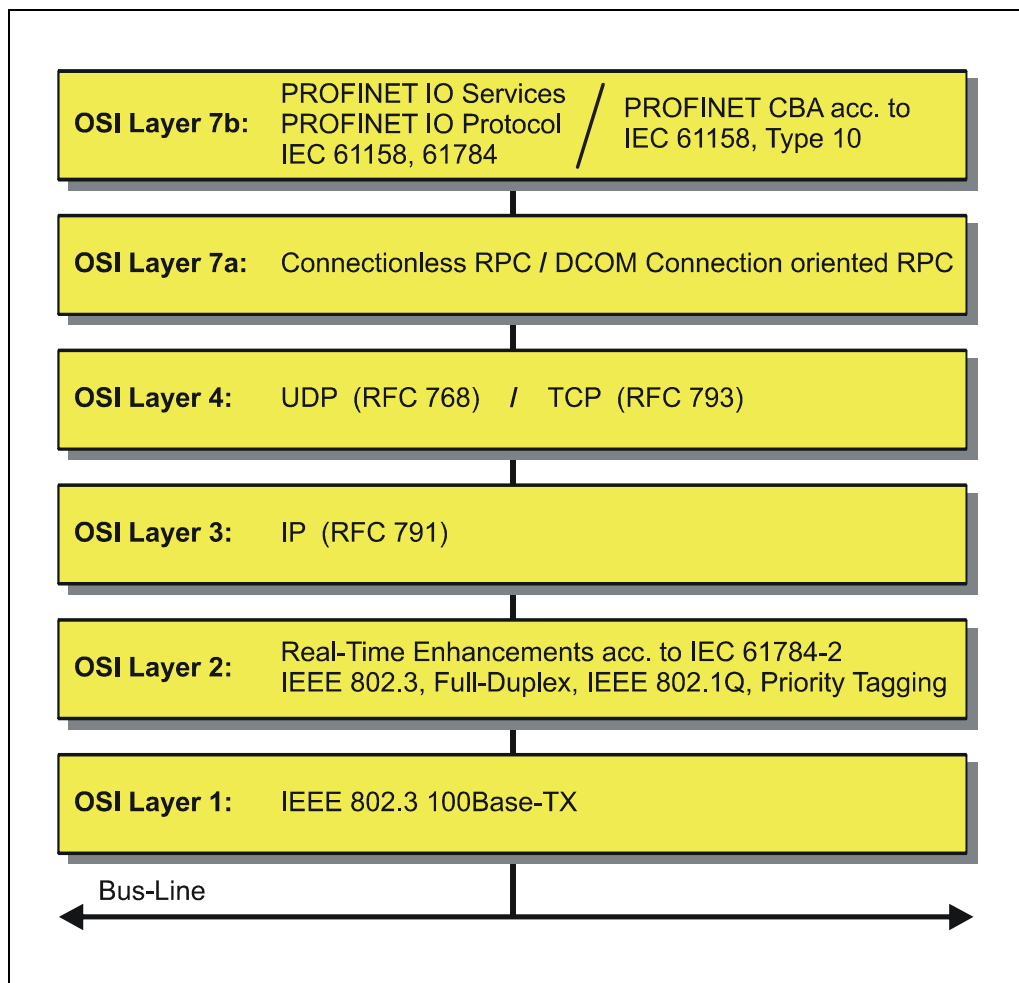 OSI Layer 7b:
PROFINET IO Services
PROFINET IO Protocol
IEC 61158, 61784
/
PROFINET CBA acc. to
IEC 61158, Type 10
OSI Layer 7a: Connectionless RPC / DCOM Connection oriented RPC
OSI Layer 4: UDP (RFC 768) / TCP (RFC 793)
OSI Layer 3: IP (RFC 791)
OSI Layer 2:
Real-Time Enhancements acc. to IEC 61784-2
IEEE 802.3, Full-Duplex, IEEE 802.1Q, Priority Tagging
OSI Layer 1: IEEE 802.3 100Base-TX
Bus-Line